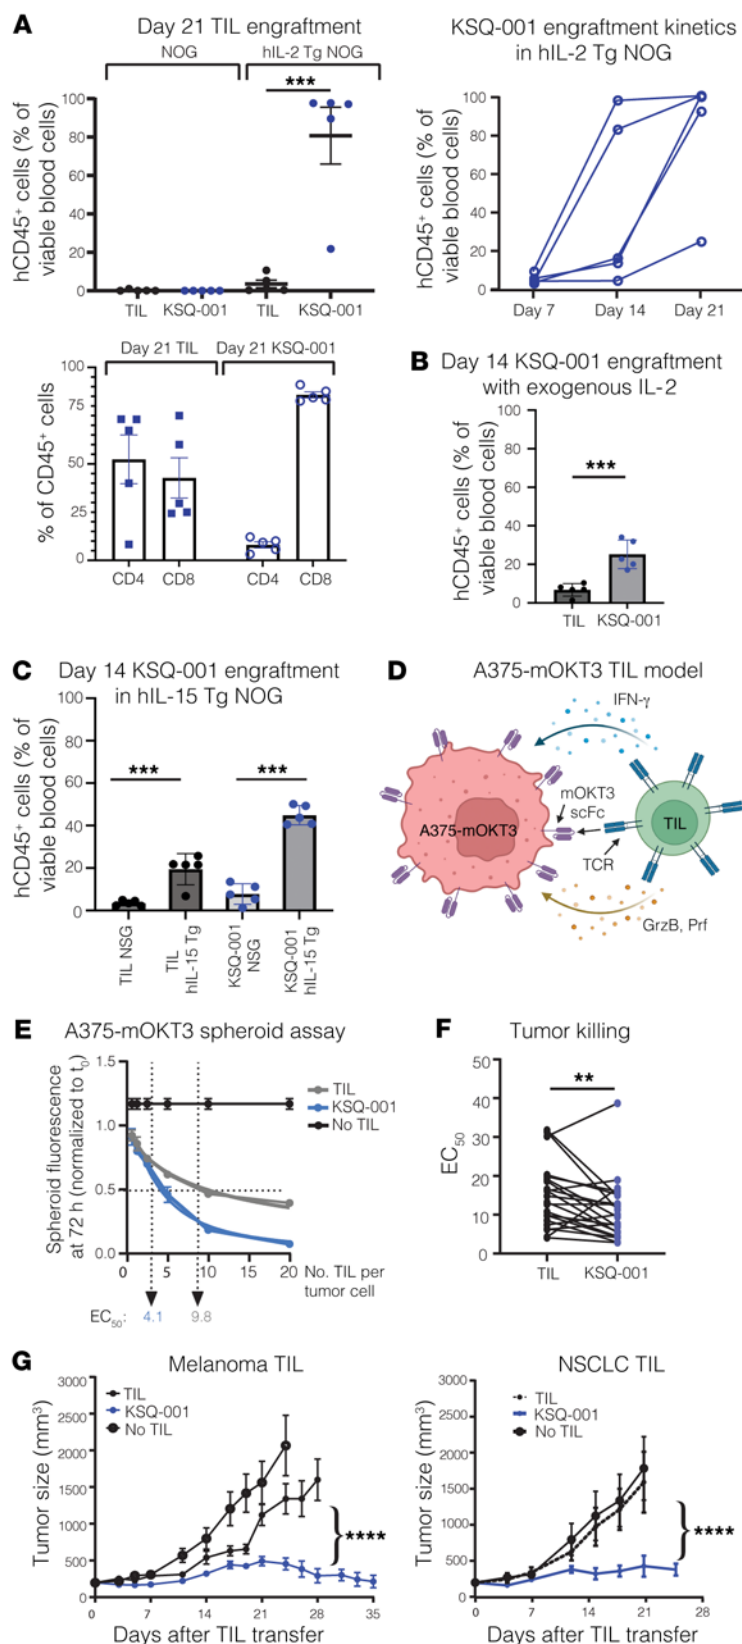 A
Day 21 TIL engraftment
NOG
hIL-2 Tg NOG
***
hCD45+ cells (% of
viable blood cells)
100
80
60
40
20
0
TIL
KSQ-001
TIL
KSQ-001
KSQ-001 engraftment kinetics
in hIL-2 Tg NOG
hCD45+ cells (% of
viable blood cells)
100
80
60
40
20
0
Day 7
Day 14
Day 21
Day 21 TIL
Day 21 KSQ-001
% of CD45+ cells
100
75
50
25
0
CD4
CD8
CD4
CD8
B
Day 14 KSQ-001 engraftment
with exogenous IL-2
hCD45+ cells (% of
viable blood cells)
100
80
60
40
20
0
***
TIL
KSQ-001
C
Day 14 KSQ-001 engraftment
in hIL-15 Tg NOG
hCD45+ cells (% of
viable blood cells)
100
80
60
40
20
0
***
***
TIL NSG
TIL
hIL-15 Tg
KSQ-001
NSG
KSQ-001
hIL-15 Tg
D
A375-mOKT3 TIL model
IFN-γ
mOKT3
scFc
A375-mOKT3
TIL
TCR
GrzB, Prf
E
A375-mOKT3 spheroid assay
Spheroid fluorescence
at 72 h (normalized to t0)
1.5
1.0
0.5
0.0
TIL
KSQ-001
No TIL
0
5
10
20
No. TIL per
tumor cell
EC50:
4.1
9.8
F
Tumor killing
EC50
50
40
30
20
10
0
**
TIL
KSQ-001
G
Melanoma TIL
Tumor size (mm3)
3000
2500
2000
1500
1000
500
0
TIL
KSQ-001
No TIL
****
0
7
14
21
28
35
Days after TIL transfer
NSCLC TIL
Tumor size (mm3)
3000
2500
2000
1500
1000
500
0
TIL
KSQ-001
No TIL
****
0
7
14
21
28
Days after TIL transfer